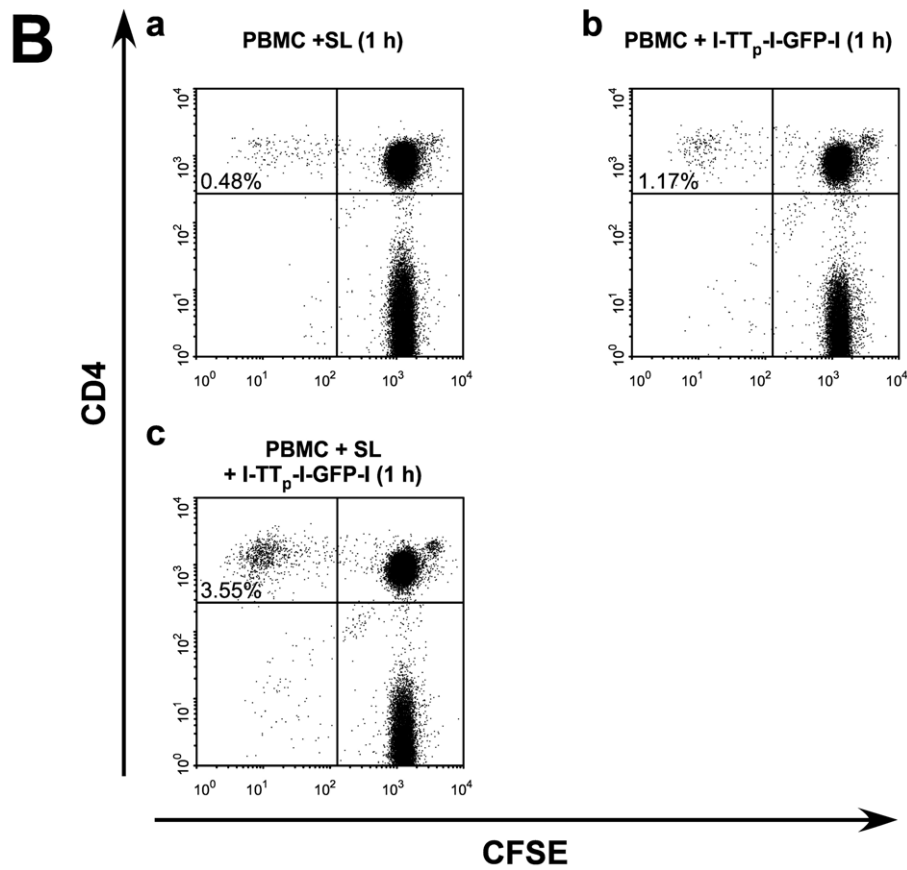 B
a
PBMC +SL (1 h)
10⁴
10³
0.48%
10²
10¹
10⁰
10⁰ 10¹ 10² 10³ 10⁴
b
PBMC + I-TTp-I-GFP-I (1 h)
10⁴
10³
1.17%
10²
10¹
10⁰
10⁰ 10¹ 10² 10³ 10⁴
CD4
c
PBMC + SL
+ I-TTp-I-GFP-I (1 h)
10⁴
10³
3.55%
10²
10¹
10⁰
10⁰ 10¹ 10² 10³ 10⁴
CFSE